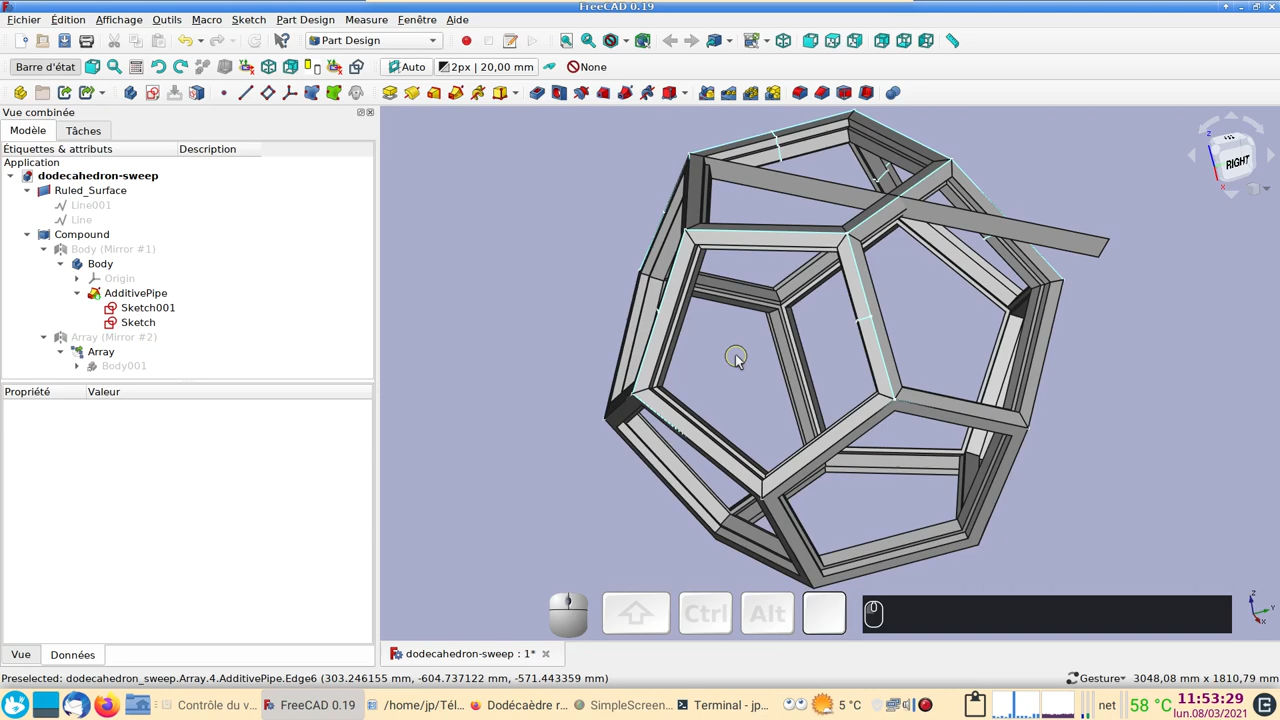 FreeCAD 0.19
Fichier Édition Affichage Outils Macro Sketch Part Design Measure Fenêtre Aide
Part Design
Barre d'état Auto 2px | 20,00 mm None
Vue combinée
Modèle Tâches
Étiquettes & attributs Description
Application
dodecahedron-sweep
Ruled_Surface
Line001
Line
Compound
Body (Mirror #1)
Body
Origin
AdditivePipe
Sketch001
Sketch
Array (Mirror #2)
Array
Body001
Propriété Valeur
Z
RIGHT
X
Ctrl Alt
Z
Y
X
Vue Données
dodecahedron-sweep : 1*
Preselected: dodecahedron_sweep.Array.4.AdditivePipe.Edge6 (303.246155 mm, -604.737122 mm, -571.443359 mm)
Gesture 3048,08 mm x 1810,79 mm
Contrôle du v... FreeCAD 0.19 /home/jp/Tél... Dodécaèdre r... SimpleScreen... Terminal - jp... 5 °C net 58 °C 11:53:29
lun.08/03/2021